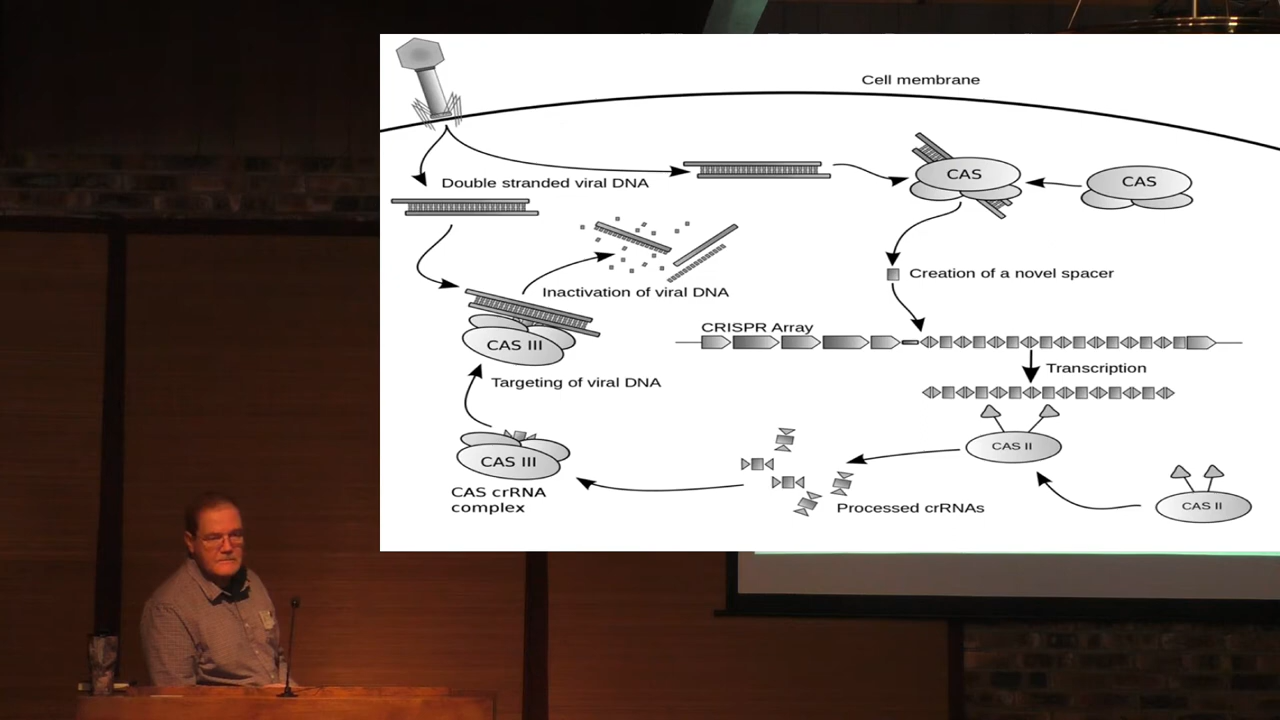 Cell membrane
CAS
CAS
Double stranded viral DNA
Creation of a novel spacer
Inactivation of viral DNA
CRISPR Array
CAS III
Transcription
Targeting of viral DNA
CAS II
CAS III
CAS crRNA
complex
Processed crRNAs
CAS II